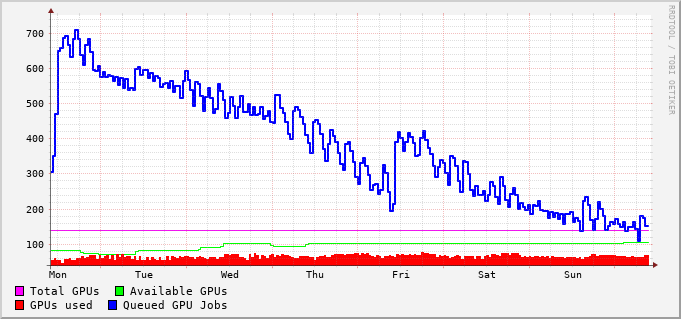 700
600
500
400
300
200
100
Mon Tue Wed Thu Fri Sat Sun
Total GPUs Available GPUs
GPUs used Queued GPU Jobs
RRDTOOL / TOBI OETIKER